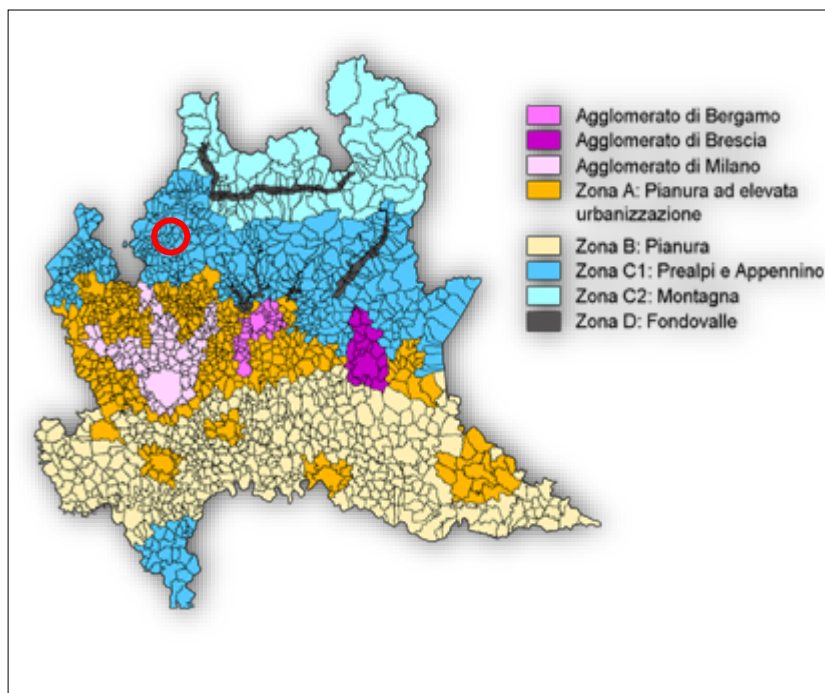 Agglomerato di Bergamo
Agglomerato di Brescia
Agglomerato di Milano
Zona A: Pianura ad elevata
urbanizzazione
Zona B: Pianura
Zona C1: Prealpi e Appennino
Zona C2: Montagna
Zona D: Fondovalle